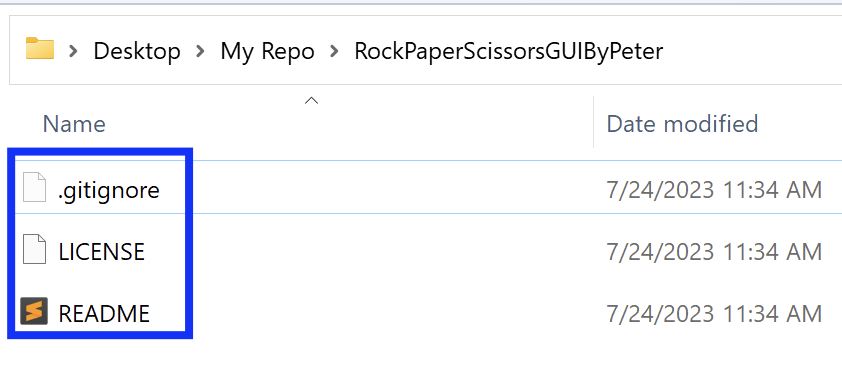 Desktop > My Repo > RockPaperScissorsGUIByPeter
Name Date modified
.gitignore 7/24/2023 11:34 AM
LICENSE 7/24/2023 11:34 AM
README 7/24/2023 11:34 AM